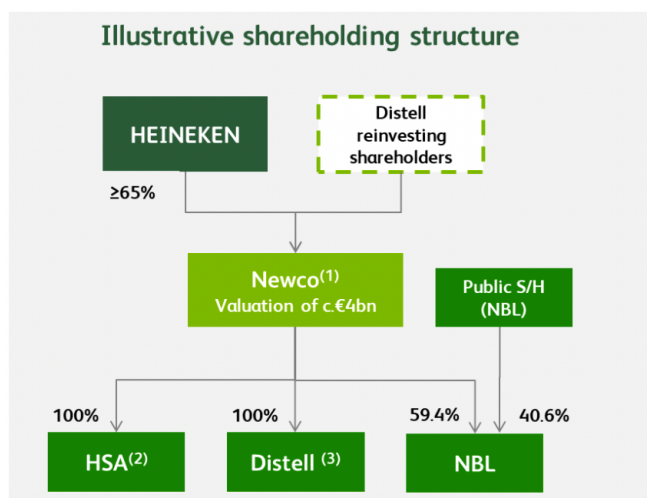 Illustrative shareholding structure
HEINEKEN
Distell
reinvesting
shareholders
≥65%
Newco(1)
Valuation of c.€4bn
Public S/H
(NBL)
100%
100%
59.4%
40.6%
HSA(2)
Distell (3)
NBL